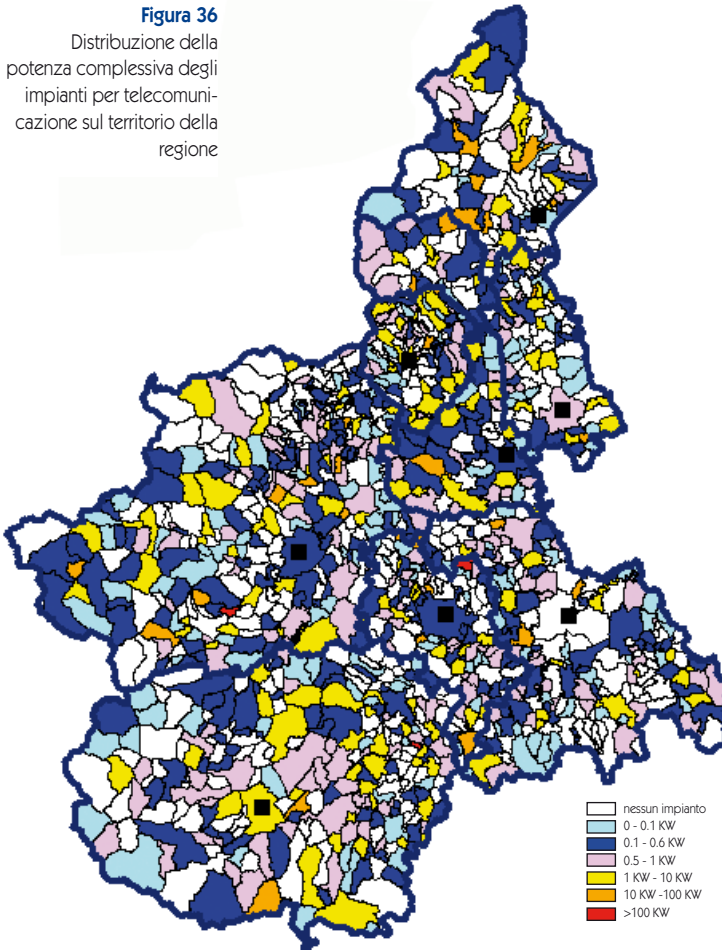 Figura 36
Distribuzione della
potenza complessiva degli
impianti per telecomuni-
cazione sul territorio della
regione
nessun impianto
0 - 0.1 KW
0.1 - 0.6 KW
0.5 - 1 KW
1 KW - 10 KW
10 KW -100 KW
>100 KW